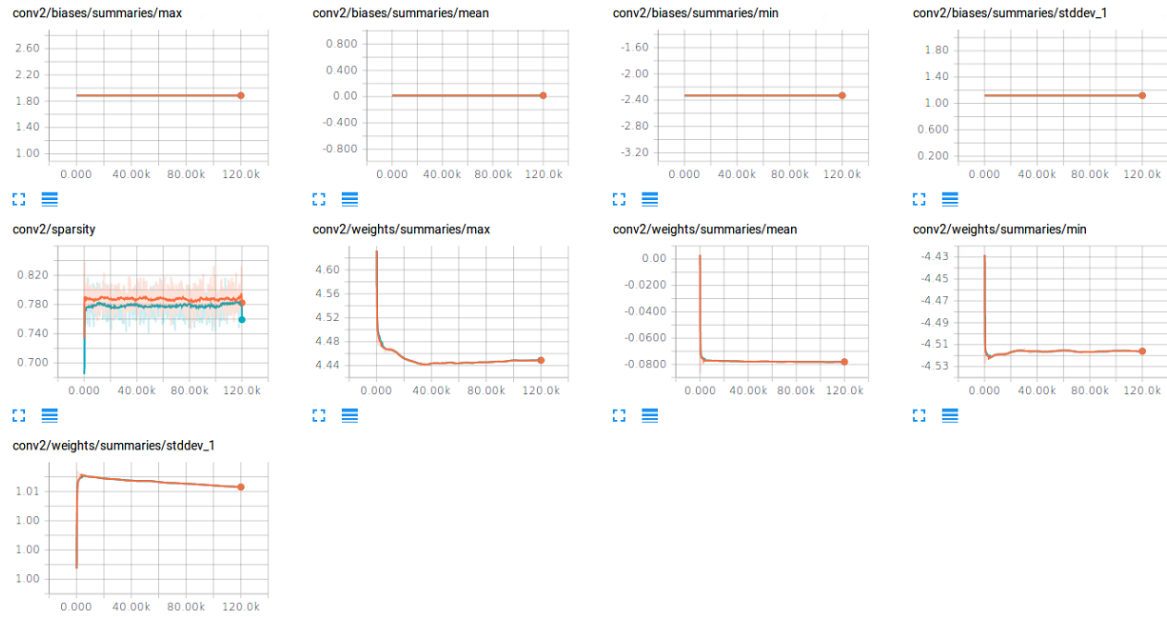 conv2/biases/summaries/max
2.60
2.20
1.80
1.40
1.00
0.000 40.00k 80.00k 120.0k
conv2/biases/summaries/mean
0.800
0.400
0.00
-0.400
-0.800
0.000 40.00k 80.00k 120.0k
conv2/biases/summaries/min
-1.60
-2.00
-2.40
-2.80
-3.20
0.000 40.00k 80.00k 120.0k
conv2/biases/summaries/stddev_1
1.80
1.40
1.00
0.600
0.200
0.000 40.00k 80.00k 120.0k
conv2/sparsity
0.820
0.780
0.740
0.700
0.000 40.00k 80.00k 120.0k
conv2/weights/summaries/max
4.60
4.56
4.52
4.48
4.44
0.000 40.00k 80.00k 120.0k
conv2/weights/summaries/mean
0.00
-0.0200
-0.0400
-0.0600
-0.0800
0.000 40.00k 80.00k 120.0k
conv2/weights/summaries/min
-4.43
-4.45
-4.47
-4.49
-4.51
-4.53
0.000 40.00k 80.00k 120.0k
conv2/weights/summaries/stddev_1
1.01
1.00
1.00
1.00
0.000 40.00k 80.00k 120.0k